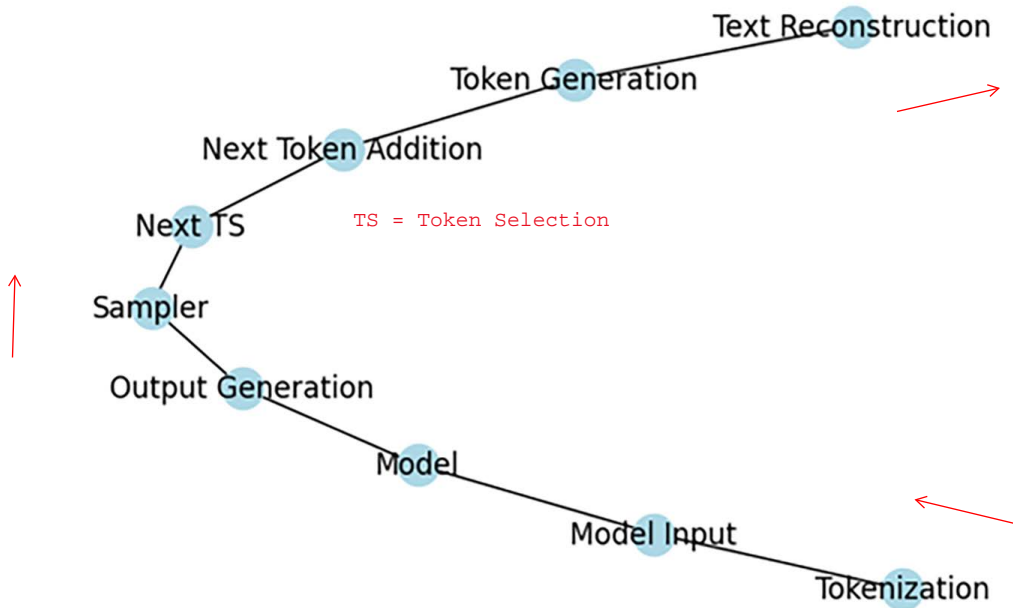 Text Reconstruction
Token Generation
Next Token Addition
Next TS
TS = Token Selection
Sampler
Output Generation
Model
Model Input
Tokenization